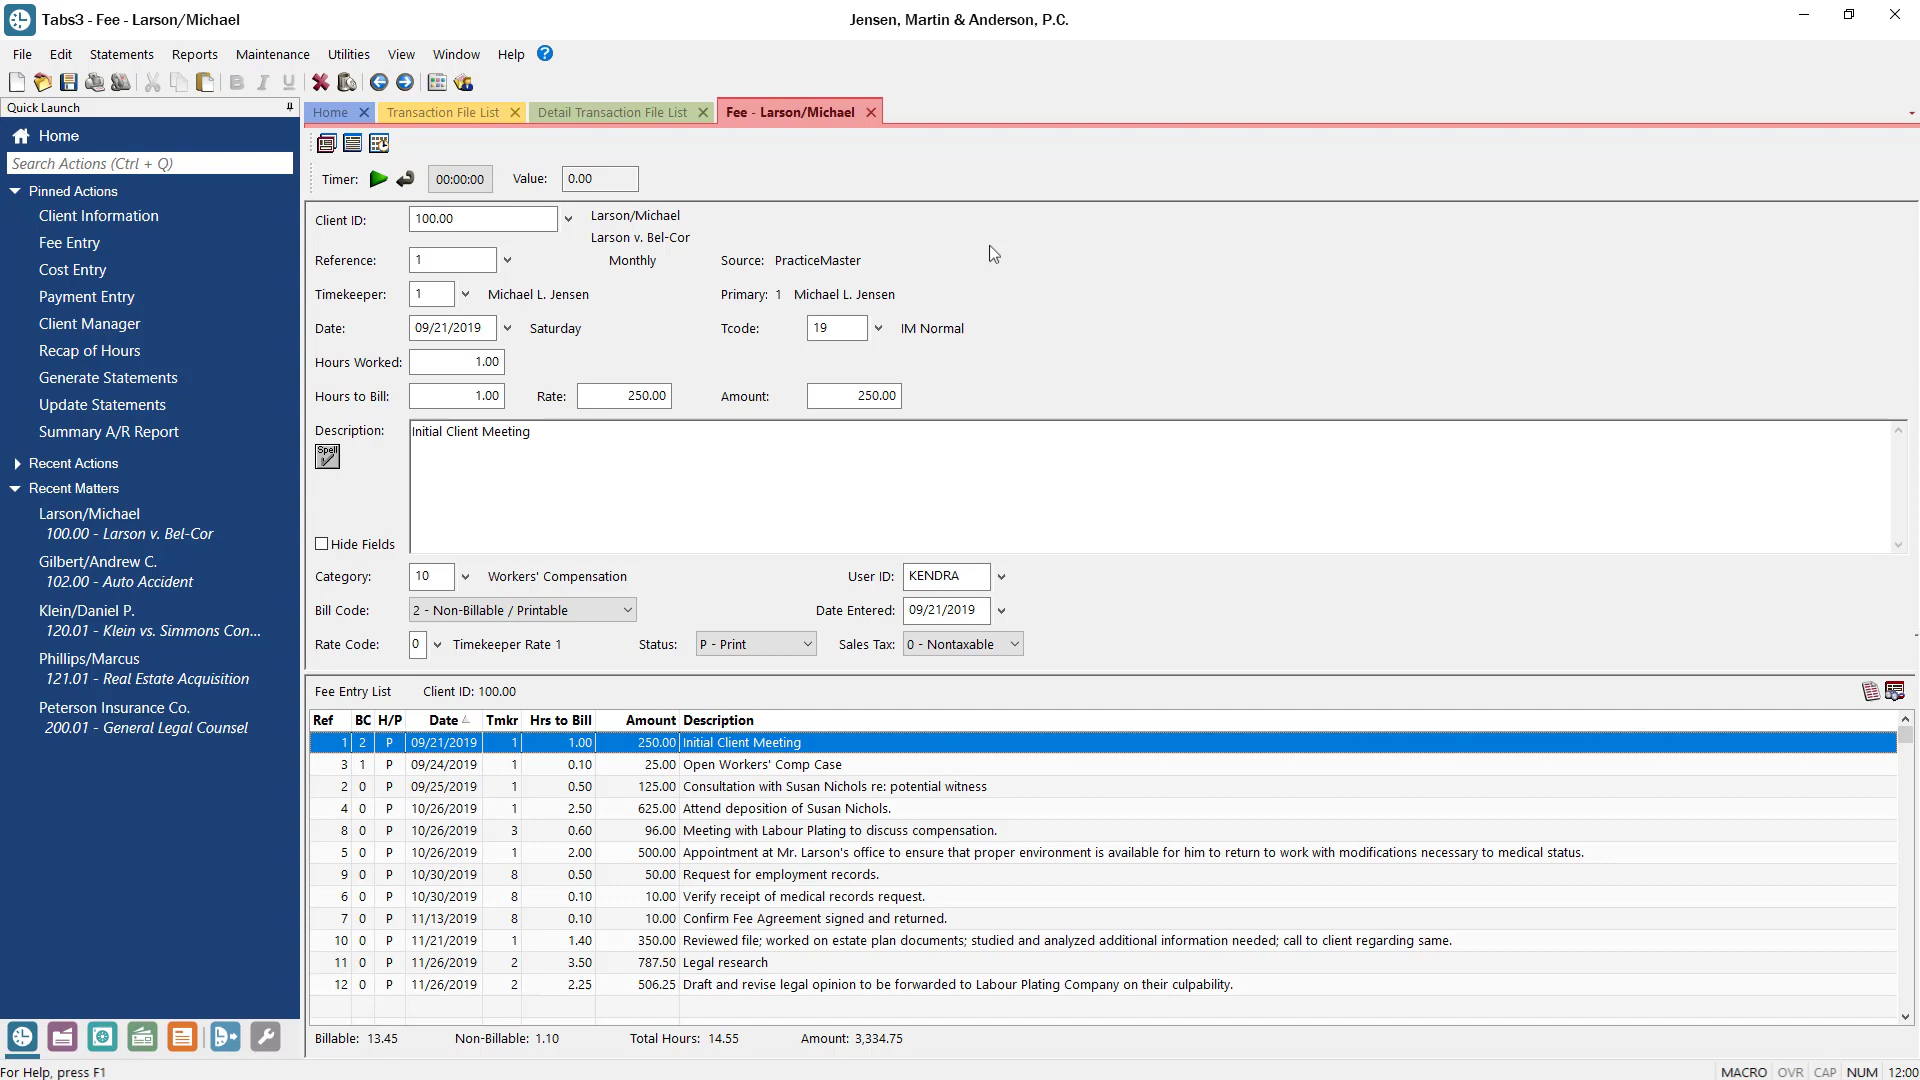 Tabs3 - Fee - Larson/Michael
Jensen, Martin & Anderson, P.C.
File Edit Statements Reports Maintenance Utilities View Window Help ?
B I U
Quick Launch
Home Transaction File List Detail Transaction File List Fee - Larson/Michael
Home
Search Actions (Ctrl + Q)
Pinned Actions
Client Information
Fee Entry
Cost Entry
Payment Entry
Client Manager
Recap of Hours
Generate Statements
Update Statements
Summary A/R Report
Recent Actions
Recent Matters
Larson/Michael
100.00 - Larson v. Bel-Cor
Gilbert/Andrew C.
102.00 - Auto Accident
Klein/Daniel P.
120.01 - Klein vs. Simmons Con...
Phillips/Marcus
121.01 - Real Estate Acquisition
Peterson Insurance Co.
200.01 - General Legal Counsel
Timer: 00:00:00 Value: 0.00
Client ID: 100.00 Larson/Michael
Larson v. Bel-Cor
Reference: 1 Monthly Source: PracticeMaster
Timekeeper: 1 Michael L. Jensen Primary: 1 Michael L. Jensen
Date: 09/21/2019 Saturday Tcode: 19 IM Normal
Hours Worked: 1.00
Hours to Bill: 1.00 Rate: 250.00 Amount: 250.00
Description: Initial Client Meeting
Spell
Hide Fields
Category: 10 Workers' Compensation User ID: KENDRA
Bill Code: 2 - Non-Billable / Printable Date Entered: 09/21/2019
Rate Code: 0 Timekeeper Rate 1 Status: P - Print Sales Tax: 0 - Nontaxable
Fee Entry List Client ID: 100.00
Ref BC H/P Date Tmkr Hrs to Bill Amount Description
1 2 P 09/21/2019 1 1.00 250.00 Initial Client Meeting
3 1 P 09/24/2019 1 0.10 25.00 Open Workers' Comp Case
2 0 P 09/25/2019 1 0.50 125.00 Consultation with Susan Nichols re: potential witness
4 0 P 10/26/2019 1 2.50 625.00 Attend deposition of Susan Nichols.
8 0 P 10/26/2019 3 0.60 96.00 Meeting with Labour Plating to discuss compensation.
5 0 P 10/26/2019 1 2.00 500.00 Appointment at Mr. Larson's office to ensure that proper environment is available for him to return to work with modifications necessary to medical status.
9 0 P 10/30/2019 8 0.50 50.00 Request for employment records.
6 0 P 10/30/2019 8 0.10 10.00 Verify receipt of medical records request.
7 0 P 11/13/2019 8 0.10 10.00 Confirm Fee Agreement signed and returned.
10 0 P 11/21/2019 1 1.40 350.00 Reviewed file; worked on estate plan documents; studied and analyzed additional information needed; call to client regarding same.
11 0 P 11/26/2019 2 3.50 787.50 Legal research
12 0 P 11/26/2019 2 2.25 506.25 Draft and revise legal opinion to be forwarded to Labour Plating Company on their culpability.
Billable: 13.45 Non-Billable: 1.10 Total Hours: 14.55 Amount: 3,334.75
For Help, press F1
MACRO OVR CAP NUM 12:00